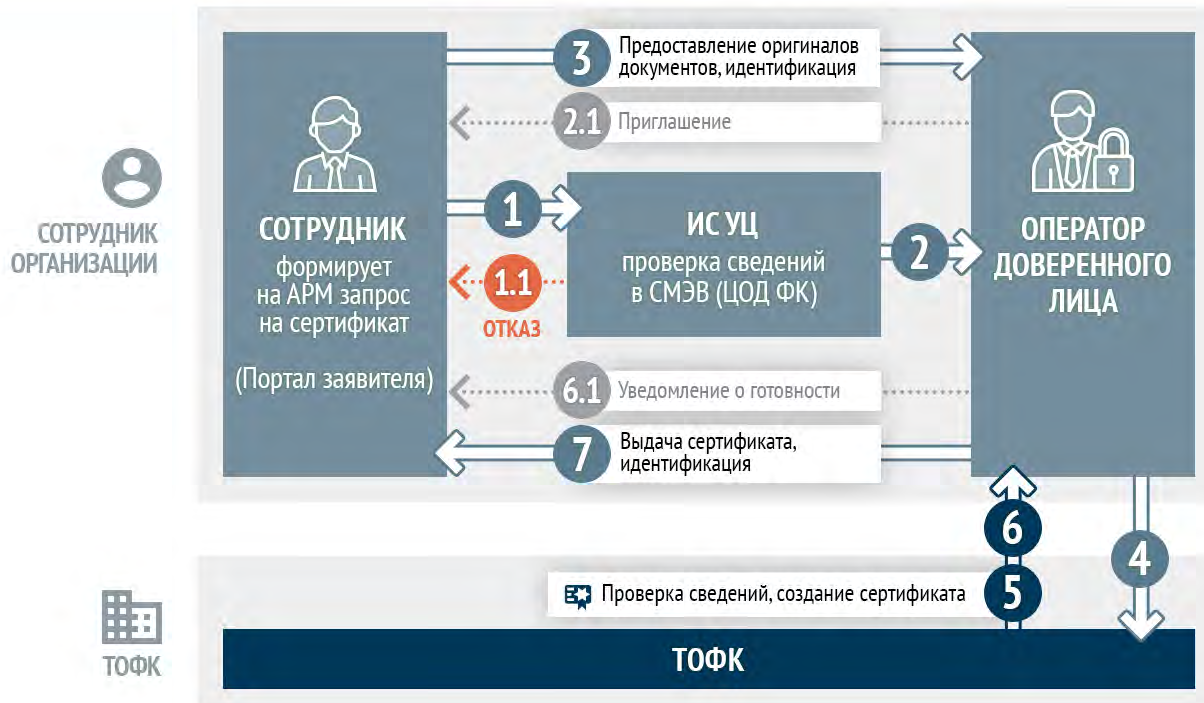 3
Предоставление оригиналов
документов, идентификация
2.1
Приглашение
СОТРУДНИК
ОРГАНИЗАЦИИ
СОТРУДНИК
формирует
на АРМ запрос
на сертификат
(Портал заявителя)
1
1.1
ОТКАЗ
ИС УЦ
проверка сведений
в СМЭВ (ЦОД ФК)
2
ОПЕРАТОР
ДОВЕРЕННОГО
ЛИЦА
6.1
Уведомление о готовности
7
Выдача сертификата,
идентификация
6
4
Проверка сведений, создание сертификата
5
ТОФК
ТОФК